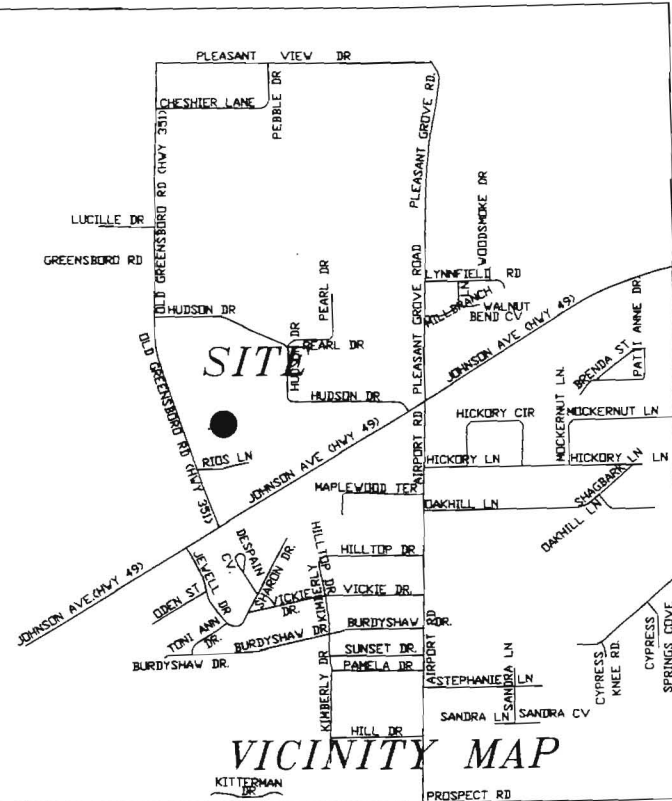 PLEASANT VIEW DR
CHESHIER LANE
PEBBLE DR
PLEASANT GROVE RD.
OLD GREENSBORO RD (HWY 351)
LUCILLE DR
GREENSBORO RD
WOODSMOKE DR
LYNNFIELD RD
HILLBRANCH LN
WALNUT
BEND CV
PLEASANT GROVE ROAD
PEARL DR
HUDSON DR
HUDSON DR
PEARL DR
SITE
HUDSON DR
OLD GREENSBORO RD (HWY 351)
JOHNSON AVE (HWY 49)
PATTI ANNE DR
BRENDA ST
HICKORY CIR
MOCKERNUT LN.
MOCKERNUT LN
RIOS LN
JOHNSON AVE (HWY 49)
AIRPORT RD
HICKORY LN
HICKORY LN
SHAGBARK LN
MAPLEWOOD TER
OAKHILL LN
OAKHILL LN
HILLTOP DR
DESPAIN
CV.
SHARON DR.
HILLTOP DR
JEWELL DR
ODEN ST
JOHNSON AVE.(HWY 49)
KIMBERLY
VICKIE
DR.
VICKIE DR.
TONI ANN
DR.
BURDYSHAW DR
BURDYSHAW DR.
BURDYSHAW DR.
SUNSET DR.
PAMELA DR
AIRPORT RD
KIMBERLY DR
STEPHANIE LN
SANDRA LN
SANDRA LN
SANDRA CV
CYPRESS
KNEE RD.
CYPRESS
SPRINGS COVE
HILL DR
VICINITY MAP
KITTERMAN
DR
PROSPECT RD